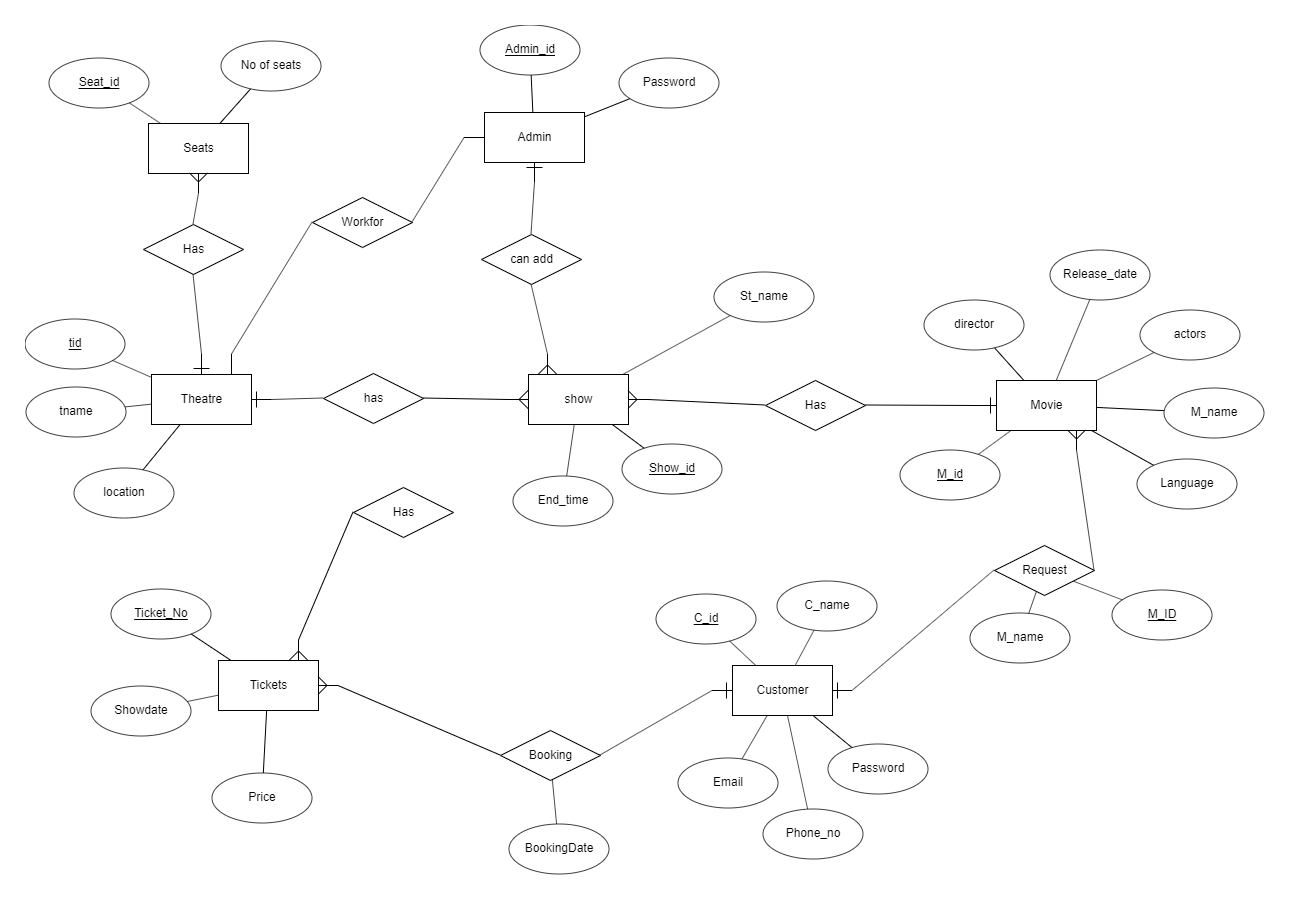 Admin_id
No of seats
Seat_id
Password
Admin
Seats
Workfor
Has
can add
Release_date
St_name
director
actors
tid
Theatre
has
show
Has
Movie
tname
M_name
Show_id
M_id
Language
location
End_time
Has
Request
C_name
Ticket_No
C_id
M_ID
M_name
Tickets
Customer
Showdate
Booking
Password
Email
Price
Phone_no
BookingDate